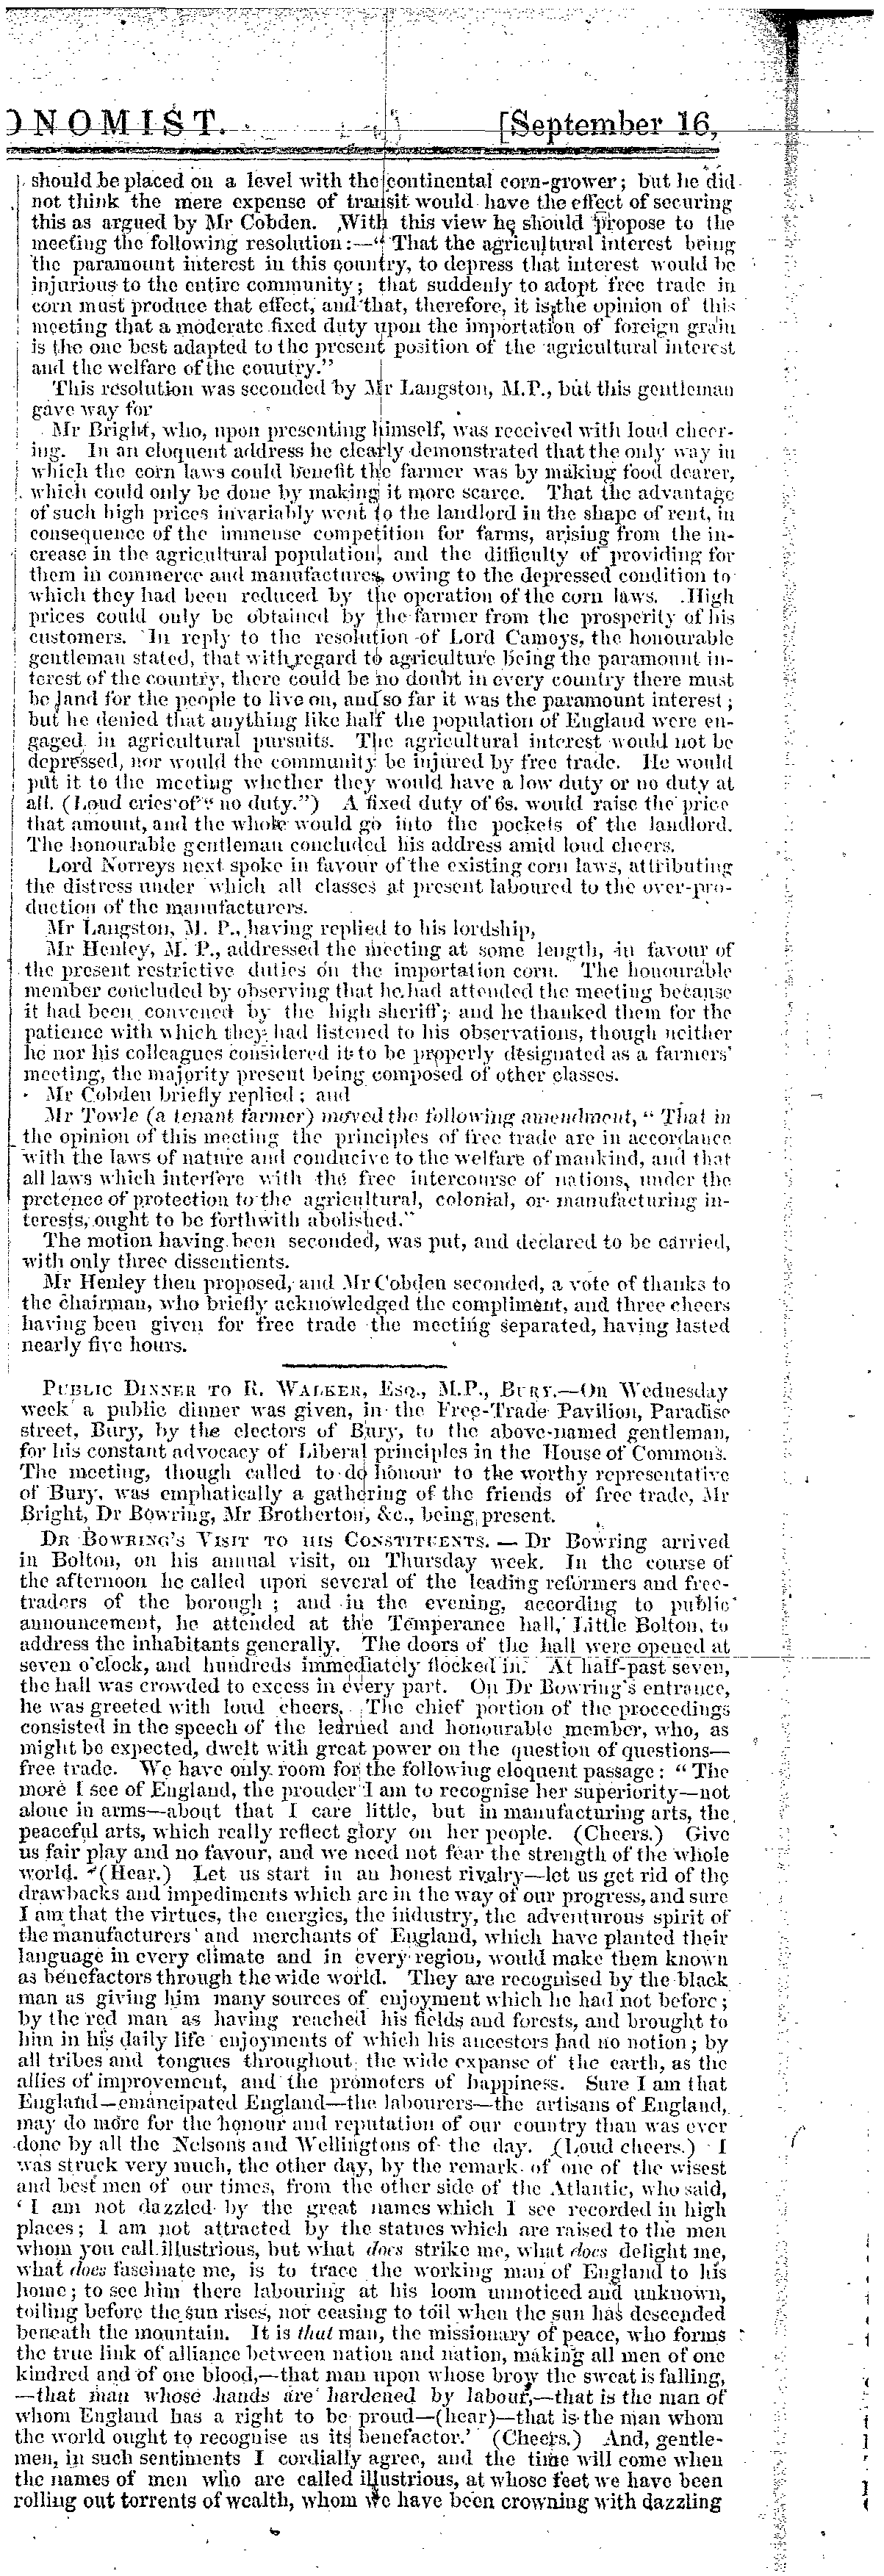 ONOMIST. [September 16,
should be placed on a level with the continental corn-grower; but he did
not think the mere expense of transit would have the effect of securing
this as argued by Mr Cobden. With this view he should propose to the
meeting the following resolution:—" That the agricultural interest being
the paramount interest in this country, to depress that interest would be
injurious to the entire community; that suddenly to adopt free trade in
corn must produce that effect, and that, therefore, it is the opinion of this
meeting that a moderate fixed duty upon the importation of foreign grain
is the one best adapted to the present position of the agricultural interest
and the welfare of the country."
This resolution was seconded by Mr Langston, M.P., but this gentleman
gave way for
Mr Bright, who, upon presenting himself, was received with loud cheer-
ing. In an eloquent address he clearly demonstrated that the only way in
which the corn laws could benefit the farmer was by making food dearer,
which could only be done by making it more scarce. That the advantage
of such high prices invariably went to the landlord in the shape of rent, in
consequence of the immense competition for farms, arising from the in-
crease in the agricultural population, and the difficulty of providing for
them in commerce and manufactures, owing to the depressed condition to
which they had been reduced by the operation of the corn laws. High
prices could only be obtained by the farmer from the prosperity of his
customers. In reply to the resolution of Lord Camoys, the honourable
gentleman stated, that with regard to agriculture being the paramount in-
terest of the country, there could be no doubt in every country there must
be land for the people to live on, and so far it was the paramount interest;
but he denied that anything like half the population of England were en-
gaged in agricultural pursuits. The agricultural interest would not be
depressed, nor would the community be injured by free trade. He would
put it to the meeting whether they would have a low duty or no duty at
all. (Loud cries of " no duty.") A fixed duty of 6s. would raise the price
that amount, and the whole would go into the pockets of the landlord.
The honourable gentleman concluded his address amid loud cheers.
Lord Norreys next spoke in favour of the existing corn laws, attributing
the distress under which all classes at present laboured to the over-pro-
duction of the manufacturers.
Mr Langston, M. P., having replied to his lordship,
Mr Henley, M. P., addressed the meeting at some length, in favour of
the present restrictive duties on the importation corn. The honourable
member concluded by observing that he had attended the meeting because
it had been convened by the high sheriff; and he thanked them for the
patience with which they had listened to his observations, though neither
he nor his colleagues considered it to be properly designated as a farmers'
meeting, the majority present being composed of other classes.
Mr Cobden briefly replied; and
Mr Towle (a tenant farmer) moved the following amendment, " That in
the opinion of this meeting the principles of free trade are in accordance
with the laws of nature and conducive to the welfare of mankind, and that
all laws which interfere with the free intercourse of nations, under the
pretence of protection to the agricultural, colonial, or manufacturing in-
terests, ought to be forthwith abolished."
The motion having been seconded, was put, and declared to be carried,
with only three dissentients.
Mr Henley then proposed, and Mr Cobden seconded, a vote of thanks to
the chairman, who briefly acknowledged the compliment, and three cheers
having been given for free trade the meeting separated, having lasted
nearly five hours.
PUBLIC DINNER TO R. WALKER, ESQ., M.P., BURY.—On Wednesday
week a public dinner was given, in the Free-Trade Pavilion, Paradise
street, Bury, by the electors of Bury, to the above-named gentleman,
for his constant advocacy of Liberal principles in the House of Commons.
The meeting, though called to do honour to the worthy representative
of Bury, was emphatically a gathering of the friends of free trade, Mr
Bright, Dr Bowring, Mr Brotherton, &c., being present.
DR BOWRING'S VISIT TO HIS CONSTITUENTS. — Dr Bowring arrived
in Bolton, on his annual visit, on Thursday week. In the course of
the afternoon he called upon several of the leading reformers and free-
traders of the borough; and in the evening, according to public
announcement, he attended at the Temperance hall, Little Bolton, to
address the inhabitants generally. The doors of the hall were opened at
seven o'clock, and hundreds immediately flocked in. At half-past seven,
the hall was crowded to excess in every part. On Dr Bowring's entrance,
he was greeted with loud cheers. The chief portion of the proceedings
consisted in the speech of the learned and honourable member, who, as
might be expected, dwelt with great power on the question of questions—
free trade. We have only room for the following eloquent passage: " The
more I see of England, the prouder I am to recognise her superiority—not
alone in arms—about that I care little, but in manufacturing arts, the
peaceful arts, which really reflect glory on her people. (Cheers.) Give
us fair play and no favour, and we need not fear the strength of the whole
world. (Hear.) Let us start in an honest rivalry—let us get rid of the
drawbacks and impediments which are in the way of our progress, and sure
I am that the virtues, the energies, the industry, the adventurous spirit of
the manufacturers and merchants of England, which have planted their
language in every climate and in every region, would make them known
as benefactors through the wide world. They are recognised by the black
man as giving him many sources of enjoyment which he had not before;
by the red man as having reached his fields and forests, and brought to
him in his daily life enjoyments of which his ancestors had no notion; by
all tribes and tongues throughout the wide expanse of the earth, as the
allies of improvement, and the promoters of happiness. Sure I am that
England—emancipated England—the labourers—the artisans of England,
may do more for the honour and reputation of our country than was ever
done by all the Nelsons and Wellingtons of the day. (Loud cheers.) I
was struck very much, the other day, by the remark of one of the wisest
and best men of our times, from the other side of the Atlantic, who said,
' I am not dazzled by the great names which I see recorded in high
places; I am not attracted by the statues which are raised to the men
whom you call illustrious, but what does strike me, what does delight me,
what does fascinate me, is to trace the working man of England to his
home; to see him there labouring at his loom unnoticed and unknown,
toiling before the sun rises, nor ceasing to toil when the sun has descended
beneath the mountain. It is that man, the missionary of peace, who forms
the true link of alliance between nation and nation, making all men of one
kindred and of one blood,—that man upon whose brow the sweat is falling,
—that man whose hands are hardened by labour,—that is the man of
whom England has a right to be proud—(hear)—that is the man whom
the world ought to recognise as its benefactor.' (Cheers.) And, gentle-
men, in such sentiments I cordially agree, and the time will come when
the names of men who are called illustrious, at whose feet we have been
rolling out torrents of wealth, whom we have been crowning with dazzling